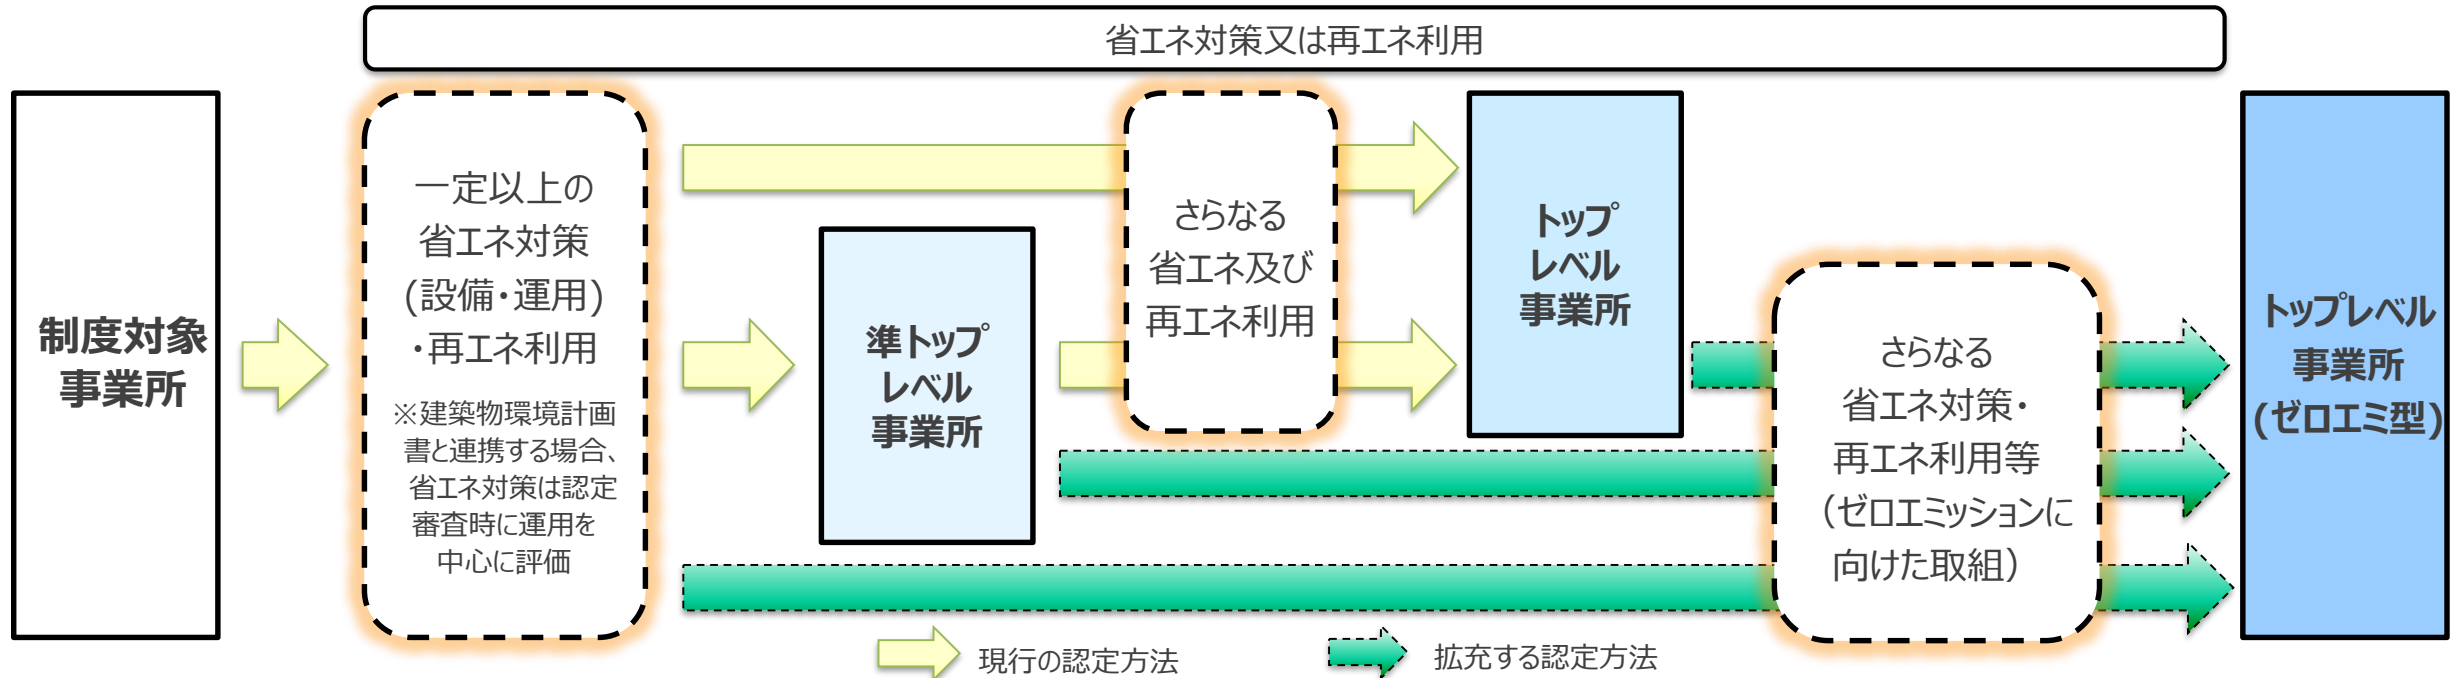 省エネ対策又は再エネ利用
制度対象
事業所
一定以上の
省エネ対策
(設備・運用)
・再エネ利用
※建築物環境計画
書と連携する場合、
省エネ対策は認定
審査時に運用を
中心に評価
準トップ
レベル
事業所
さらなる
省エネ及び
再エネ利用
トップ
レベル
事業所
さらなる
省エネ対策・
再エネ利用等
（ゼロエミッションに
向けた取組）
トップレベル
事業所
(ゼロエミ型)
現行の認定方法
拡充する認定方法